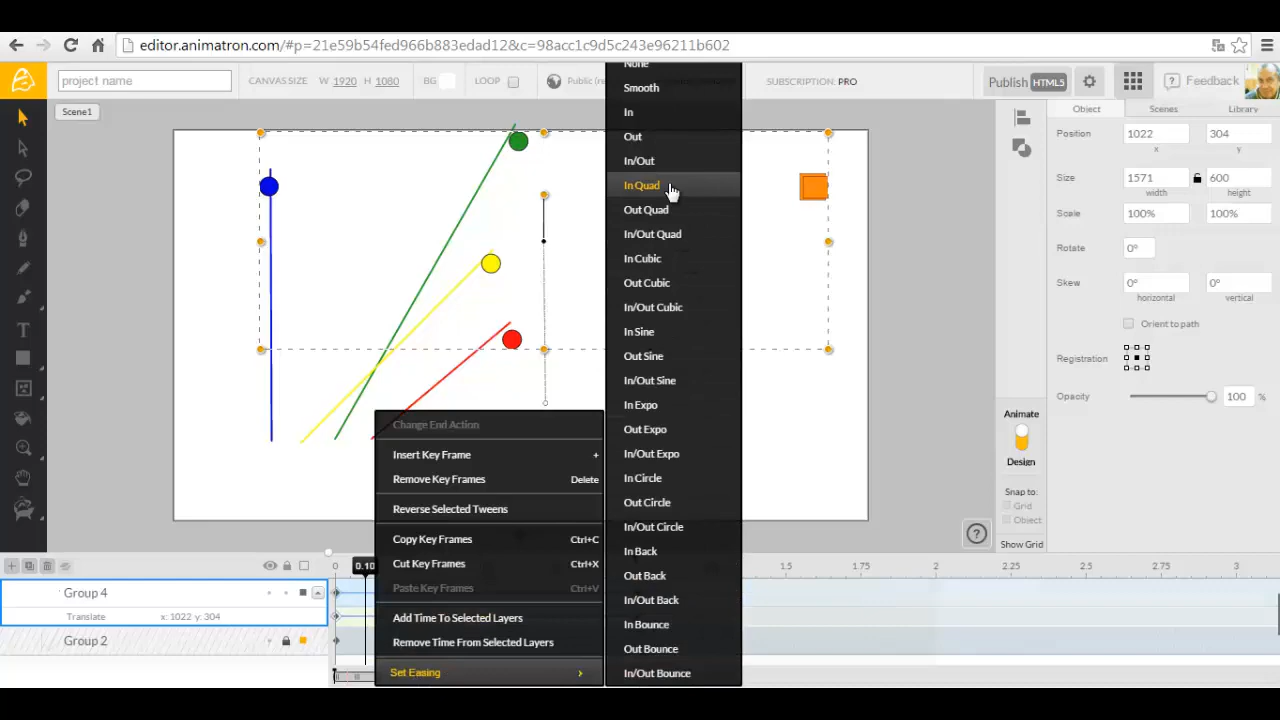 editor.animatron.com/#p=21e59b54fed966b883edad12&c=98acc1c9d5c243e96211b602
project name
CANVAS SIZE W 1920 H 1080
BG
LOOP
Public (re
SUBSCRIPTION: PRO
Publish HTML5
Feedback
Scene1
Object
Scenes
Library
Position 1022 304
x y
Size 1571 600
width height
Scale 100% 100%
Rotate 0°
Skew 0° 0°
horizontal vertical
Orient to path
Registration
Opacity 100 %
Animate
Design
Snap to:
Grid
Object
Show Grid
None
Smooth
In
Out
In/Out
In Quad
Out Quad
In/Out Quad
In Cubic
Out Cubic
In/Out Cubic
In Sine
Out Sine
In/Out Sine
In Expo
Out Expo
In/Out Expo
In Circle
Out Circle
In/Out Circle
In Back
Out Back
In/Out Back
In Bounce
Out Bounce
In/Out Bounce
Change End Action
Insert Key Frame +
Remove Key Frames Delete
Reverse Selected Tweens
Copy Key Frames Ctrl+C
Cut Key Frames Ctrl+X
Paste Key Frames Ctrl+V
Add Time To Selected Layers
Remove Time From Selected Layers
Set Easing
0 0.10 1.5 1.75 2 2.25 2.5 2.75 3
Group 4
Translate x: 1022 y: 304
Group 2